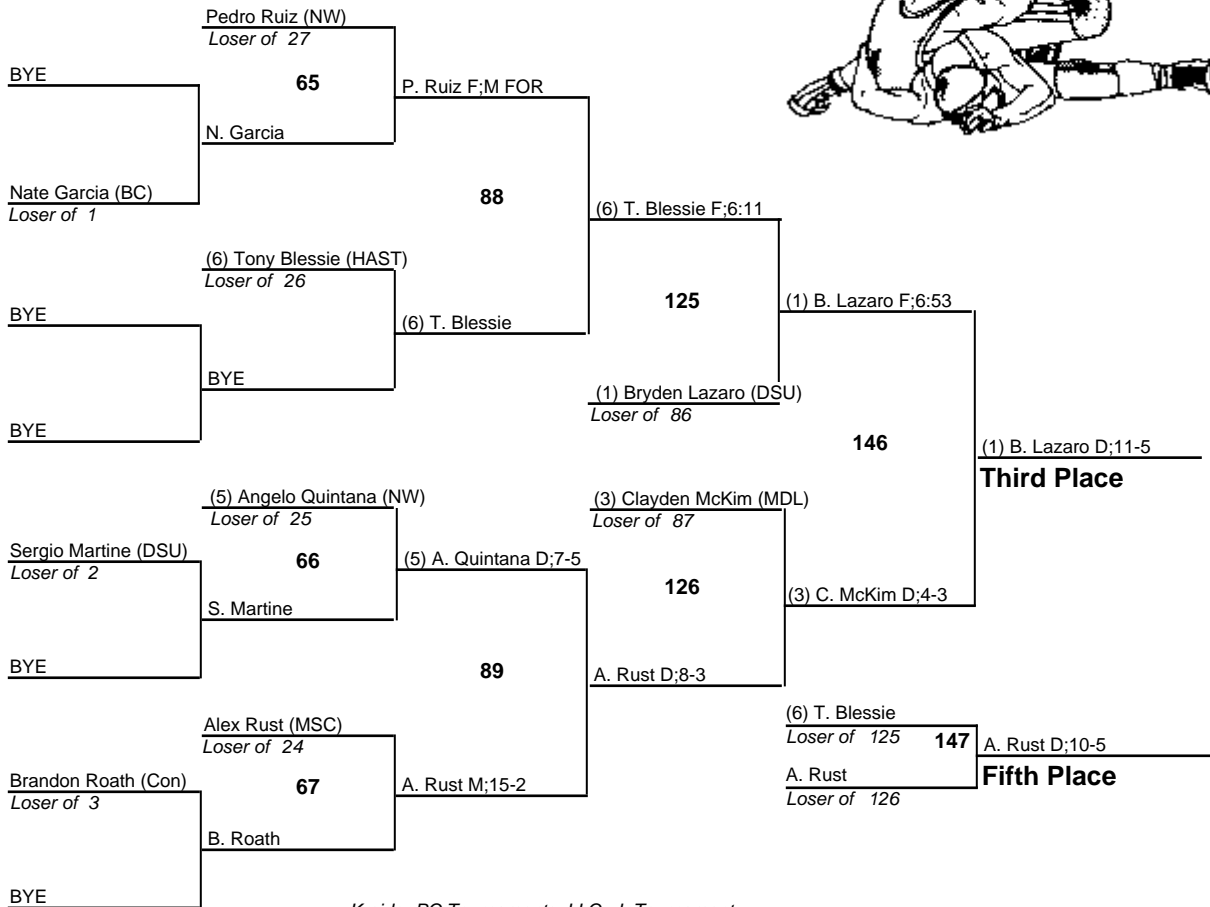 Pedro Ruiz (NW)
Loser of 27
BYE
65
P. Ruiz F;M FOR
N. Garcia
Nate Garcia (BC)
Loser of 1
88
(6) T. Blessie F;6:11
(6) Tony Blessie (HAST)
Loser of 26
BYE
(6) T. Blessie
125
(1) B. Lazaro F;6:53
BYE
(1) Bryden Lazaro (DSU)
Loser of 86
BYE
146
(1) B. Lazaro D;11-5
Third Place
(5) Angelo Quintana (NW)
Loser of 25
(3) Clayden McKim (MDL)
Loser of 87
Sergio Martine (DSU)
Loser of 2
66
(5) A. Quintana D;7-5
126
S. Martine
(3) C. McKim D;4-3
BYE
89
A. Rust D;8-3
Alex Rust (MSC)
Loser of 24
(6) T. Blessie
Loser of 125
147
A. Rust D;10-5
Fifth Place
Brandon Roath (Con)
Loser of 3
67
A. Rust M;15-2
A. Rust
Loser of 126
B. Roath
BYE